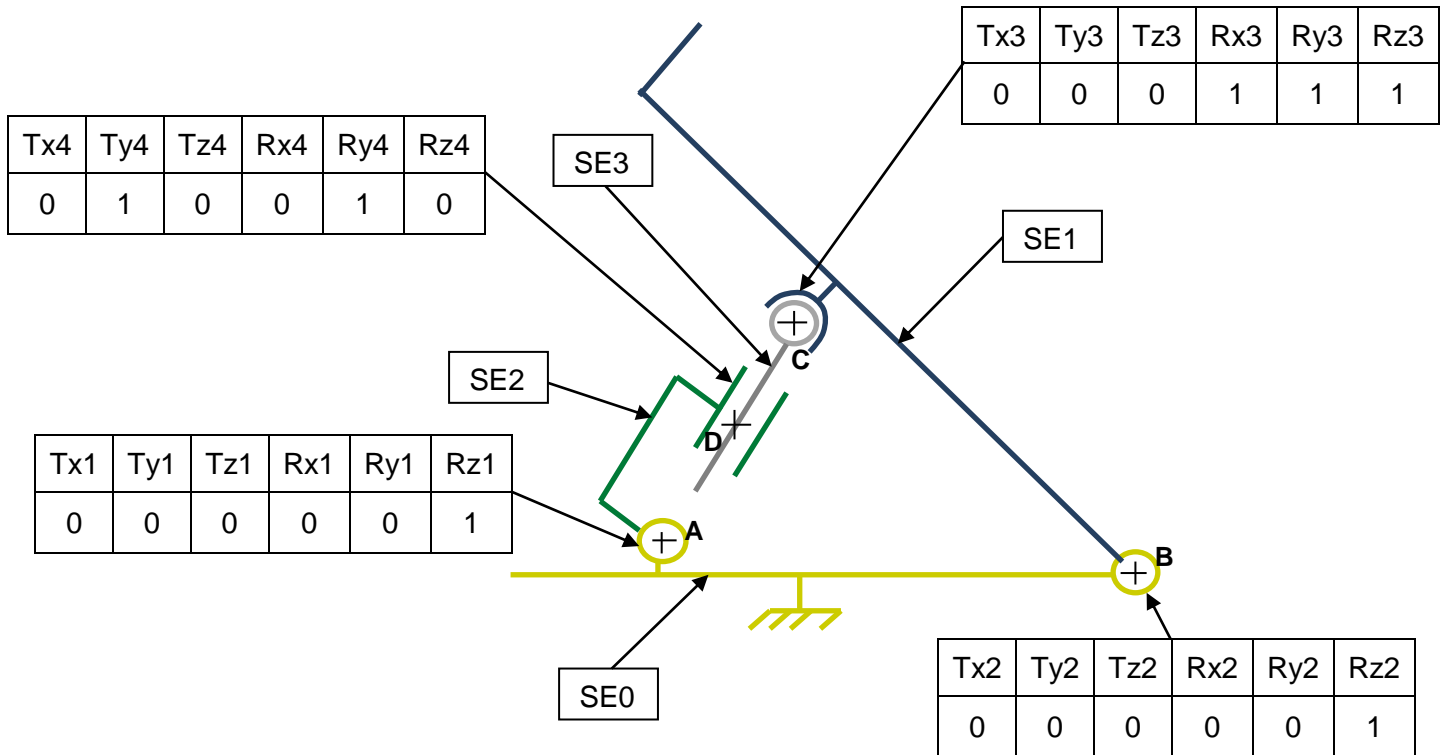 Tx3 Ty3 Tz3 Rx3 Ry3 Rz3
0 0 0 1 1 1
Tx4 Ty4 Tz4 Rx4 Ry4 Rz4
0 1 0 0 1 0
SE3
SE1
C
SE2
D
Tx1 Ty1 Tz1 Rx1 Ry1 Rz1
0 0 0 0 0 1
A
B
SE0
Tx2 Ty2 Tz2 Rx2 Ry2 Rz2
0 0 0 0 0 1